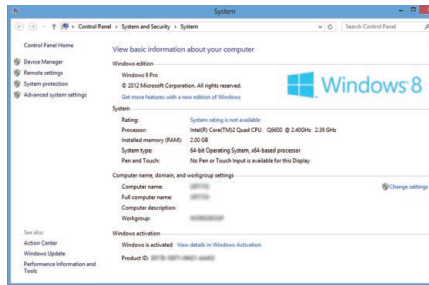 System
Control Panel System and Security System
Search Control Panel
Control Panel Home
Device Manager
Remote settings
System protection
Advanced system settings
View basic information about your computer
Windows edition
Windows 8 Pro
© 2012 Microsoft Corporation. All rights reserved.
Get more features with a new edition of Windows
Windows 8
System
Rating: System rating is not available
Processor: Intel(R) Core(TM)2 Quad CPU Q6600 @ 2.40GHz 2.39 GHz
Installed memory (RAM): 2.00 GB
System type: 64-bit Operating System, x64-based processor
Pen and Touch: No Pen or Touch Input is available for this Display
Computer name, domain, and workgroup settings
Computer name:
Change settings
Full computer name:
Computer description:
Workgroup:
Windows activation
Windows is activated View details in Windows Activation
Product ID:
See also
Action Center
Windows Update
Performance Information and
Tools